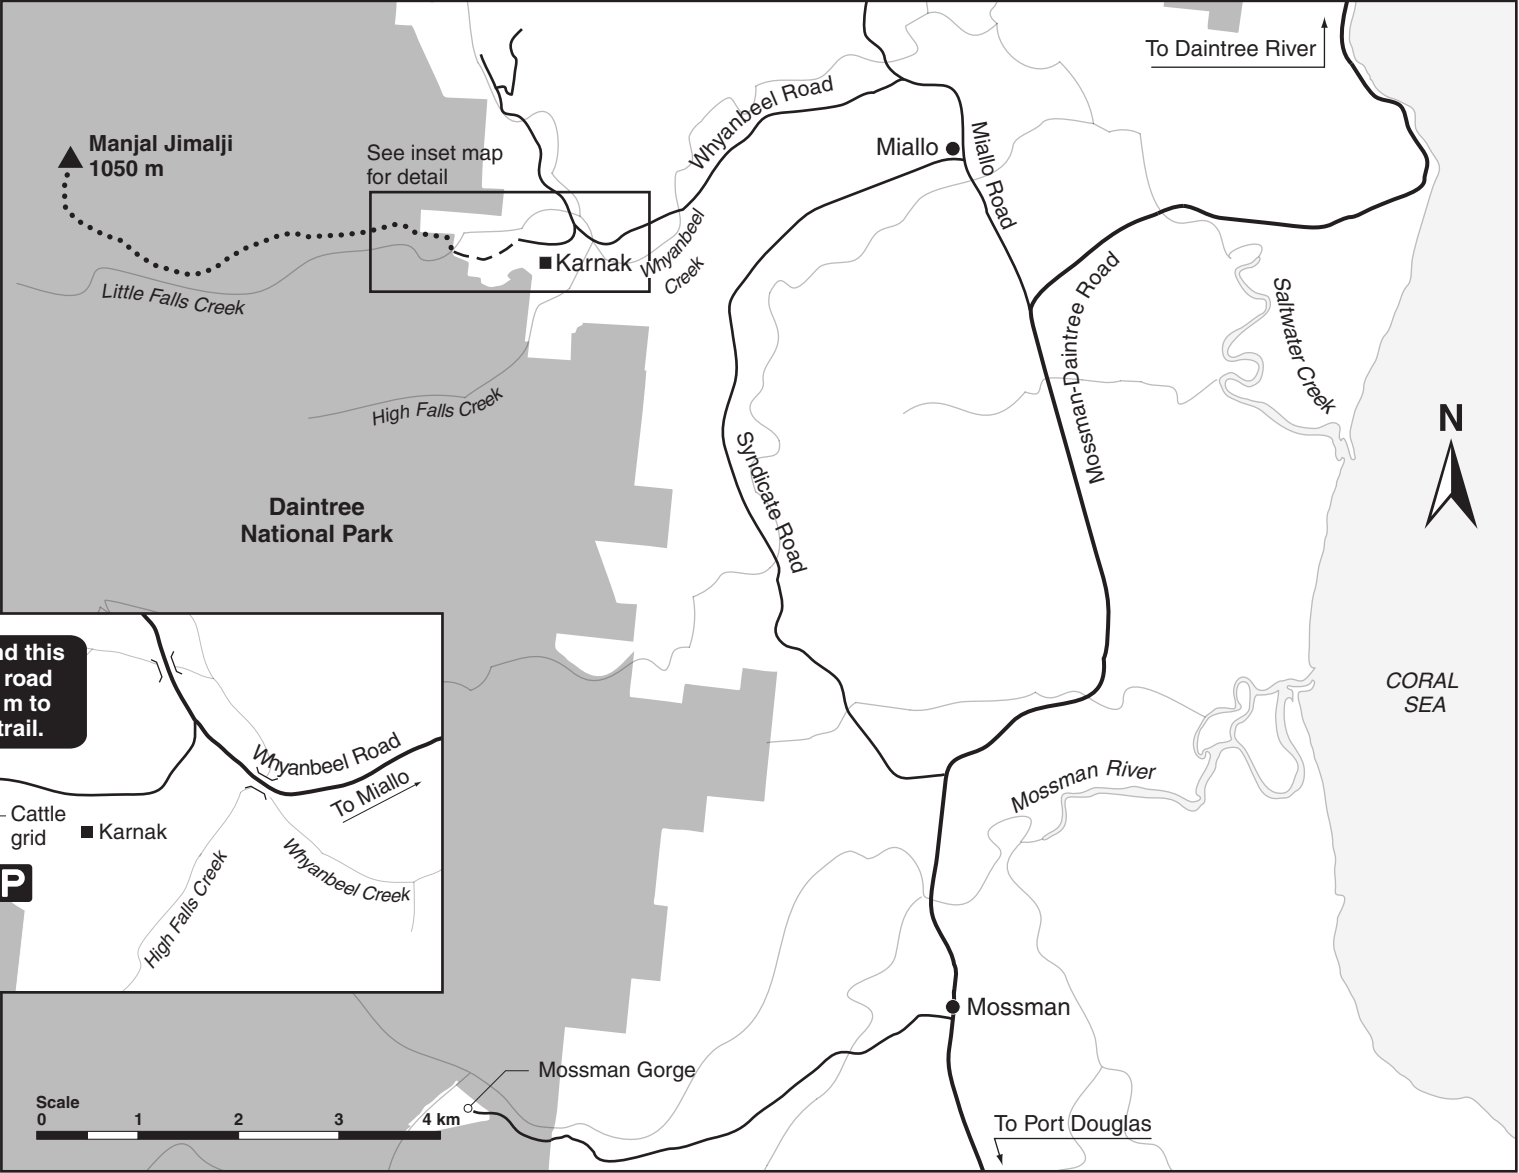 To Daintree River
Manjal Jimalji
1050 m
See inset map
for detail
Whyanbeel Road
Miallo
Miallo Road
Karnak
Whyanbeel
Creek
Little Falls Creek
High Falls Creek
Mossman-Daintree Road
Saltwater Creek
N
Syndicate Road
Daintree
National Park
nd this
road
m to
trail.
Whyanbeel Road
To Miallo
Cattle
grid
Karnak
P
High Falls Creek
Whyanbeel Creek
CORAL
SEA
Mossman River
Mossman
Mossman Gorge
Scale
0 1 2 3 4 km
To Port Douglas